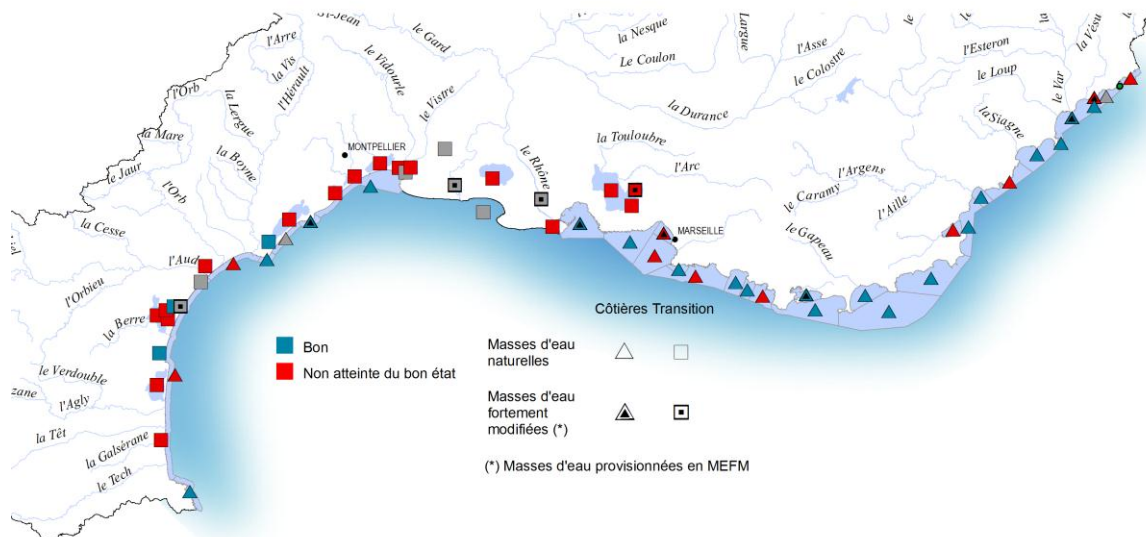 St-Jean
le Gard
l'Arre
la Vis
l'Hérault
le Vidourle
le Vistre
l'Orb
la Lergue
la Mare
la Boyne
le Jaur
l'Orb
la Cesse
l'Aud
l'Orbieu
la Berre
le Verdouble
zane
l'Agly
la Têt
la Galsérane
le Tech
MONTPELLIER
la Nesque
Largue
Le Coulon
l'Asse
le Colostre
la Durance
la Touloubre
le Rhône
l'Arc
MARSEILLE
l'Argens
le Caramy
l'Aille
le Gapeau
l'Esteron
le Loup
le Var
la Vésu
la Siagne
Côtières Transition
Bon
Non atteinte du bon état
Masses d'eau
naturelles
Masses d'eau
fortement
modifiées (*)
(*) Masses d'eau provisionnées en MEFM